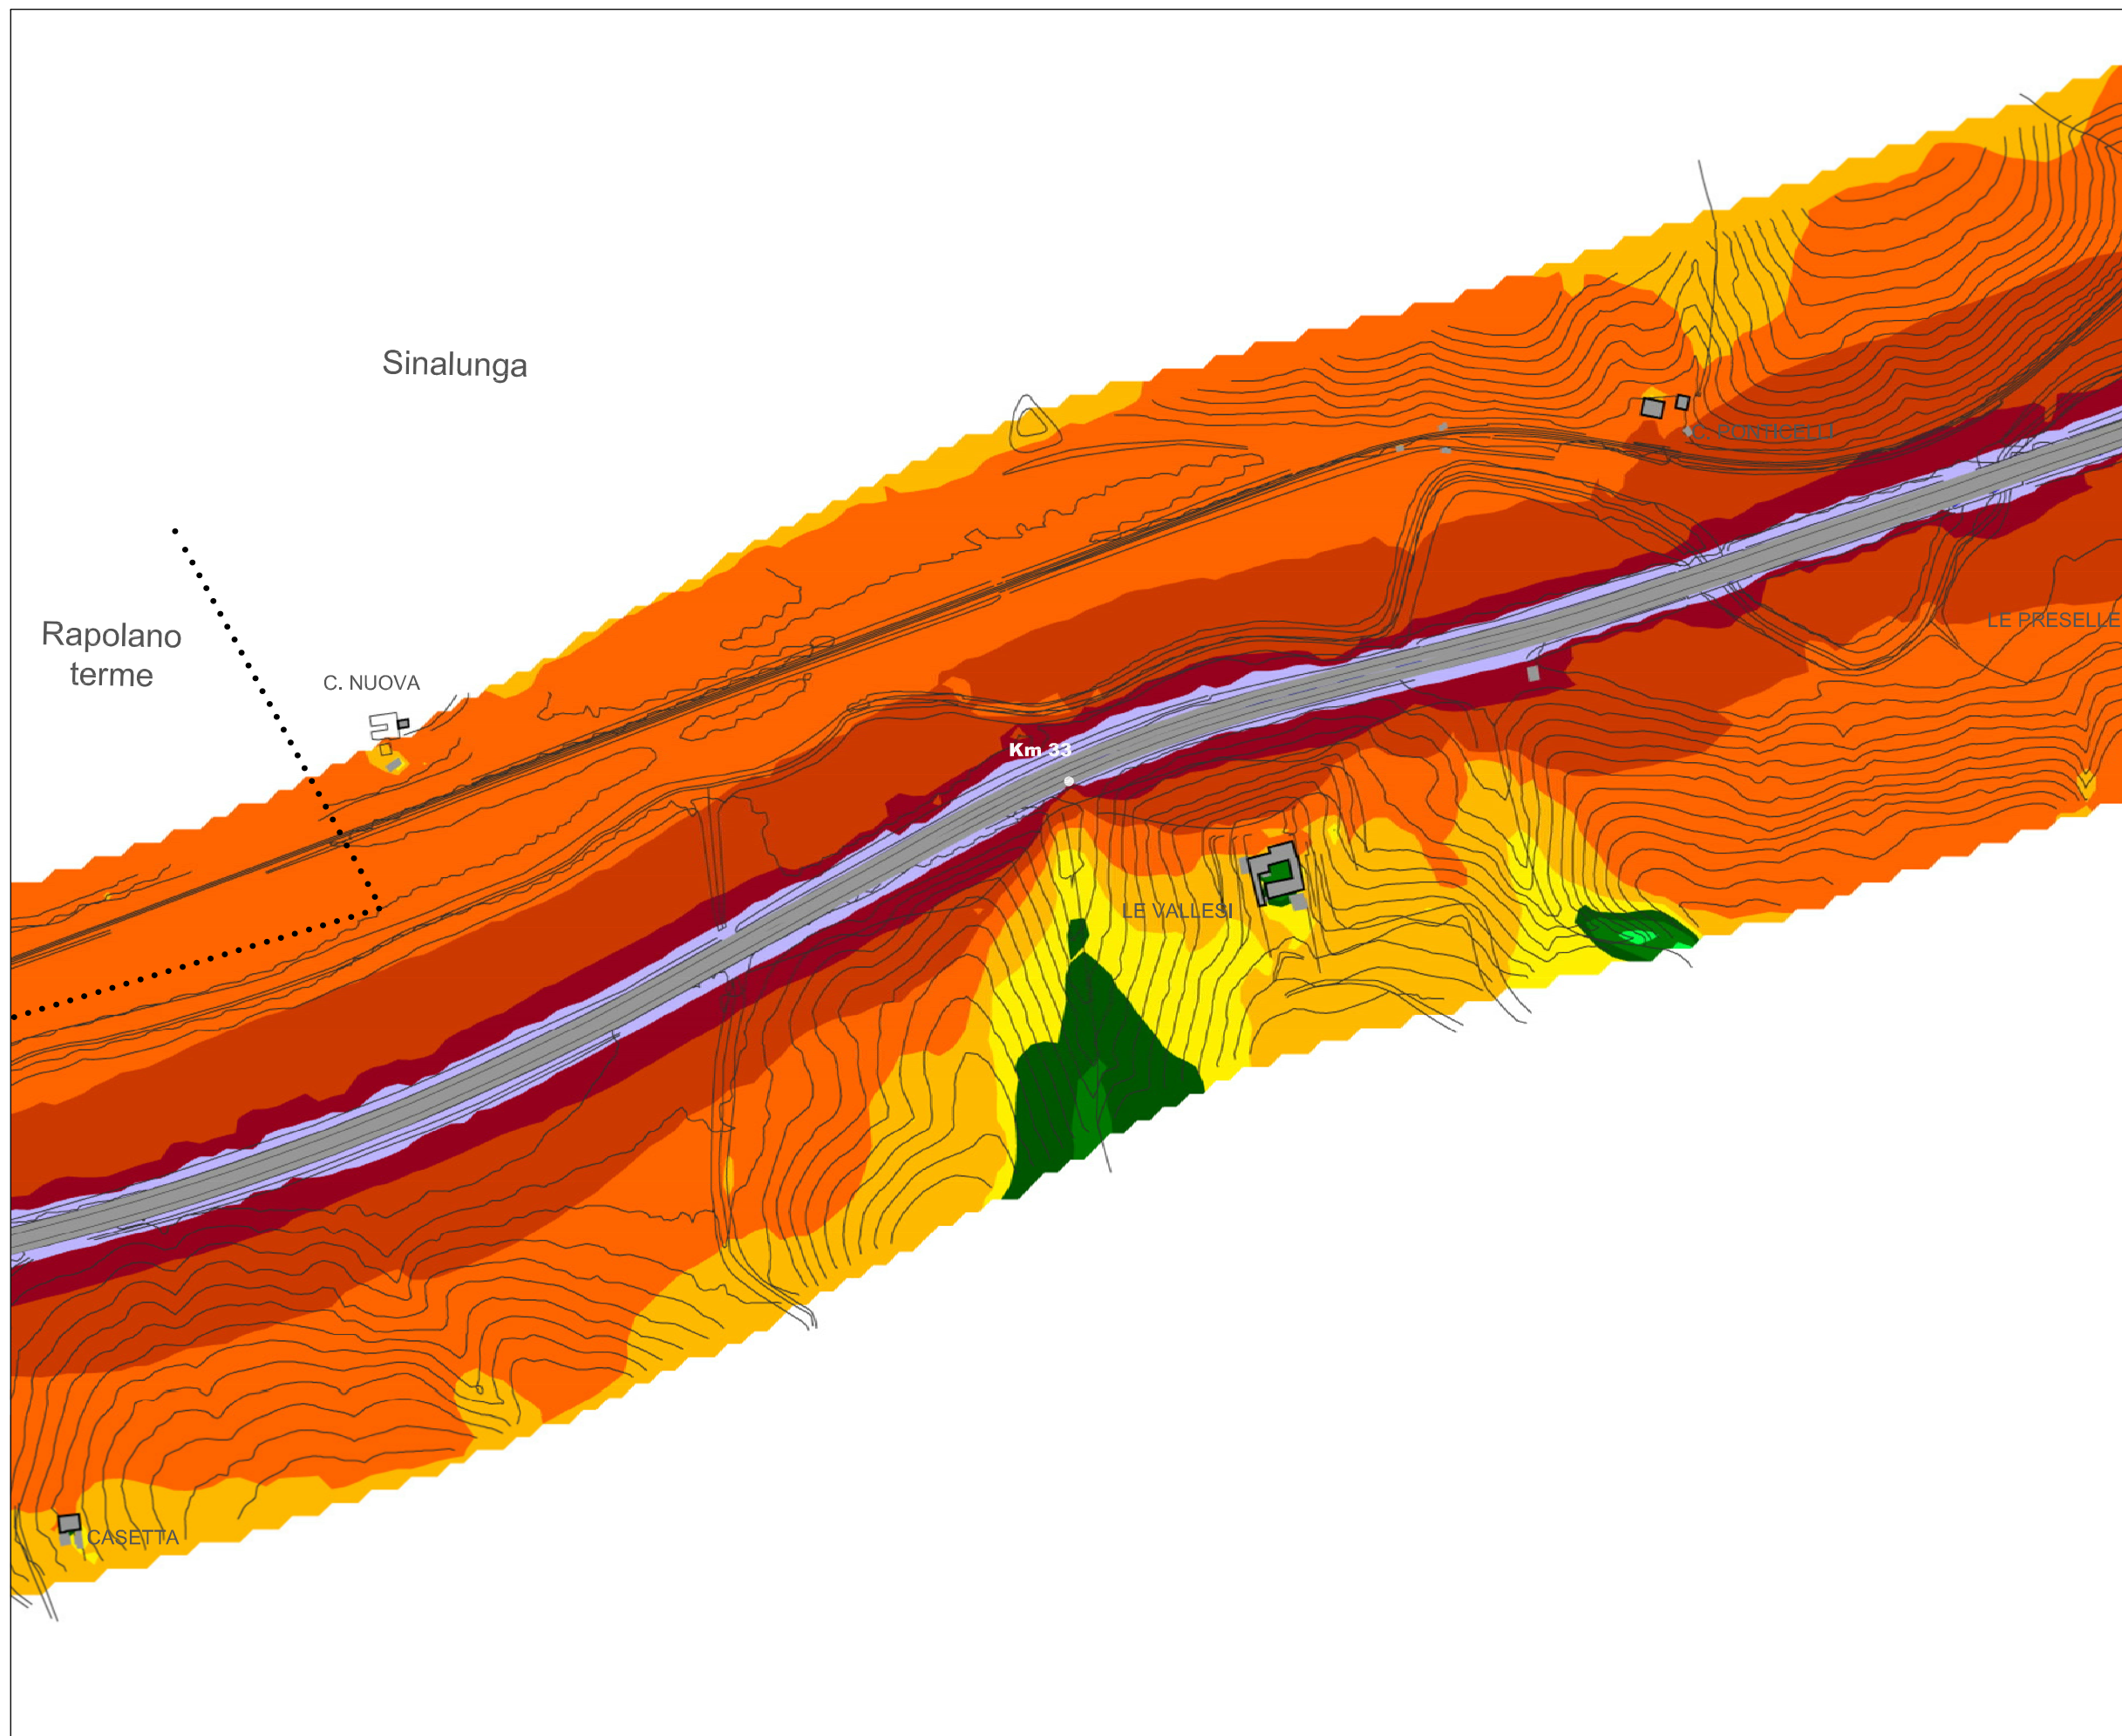 Sinalunga
C. PONTICELLI
LE PRESELLE
Rapolano
terme
C. NUOVA
Km 33
LE VALLESI
CASETTA